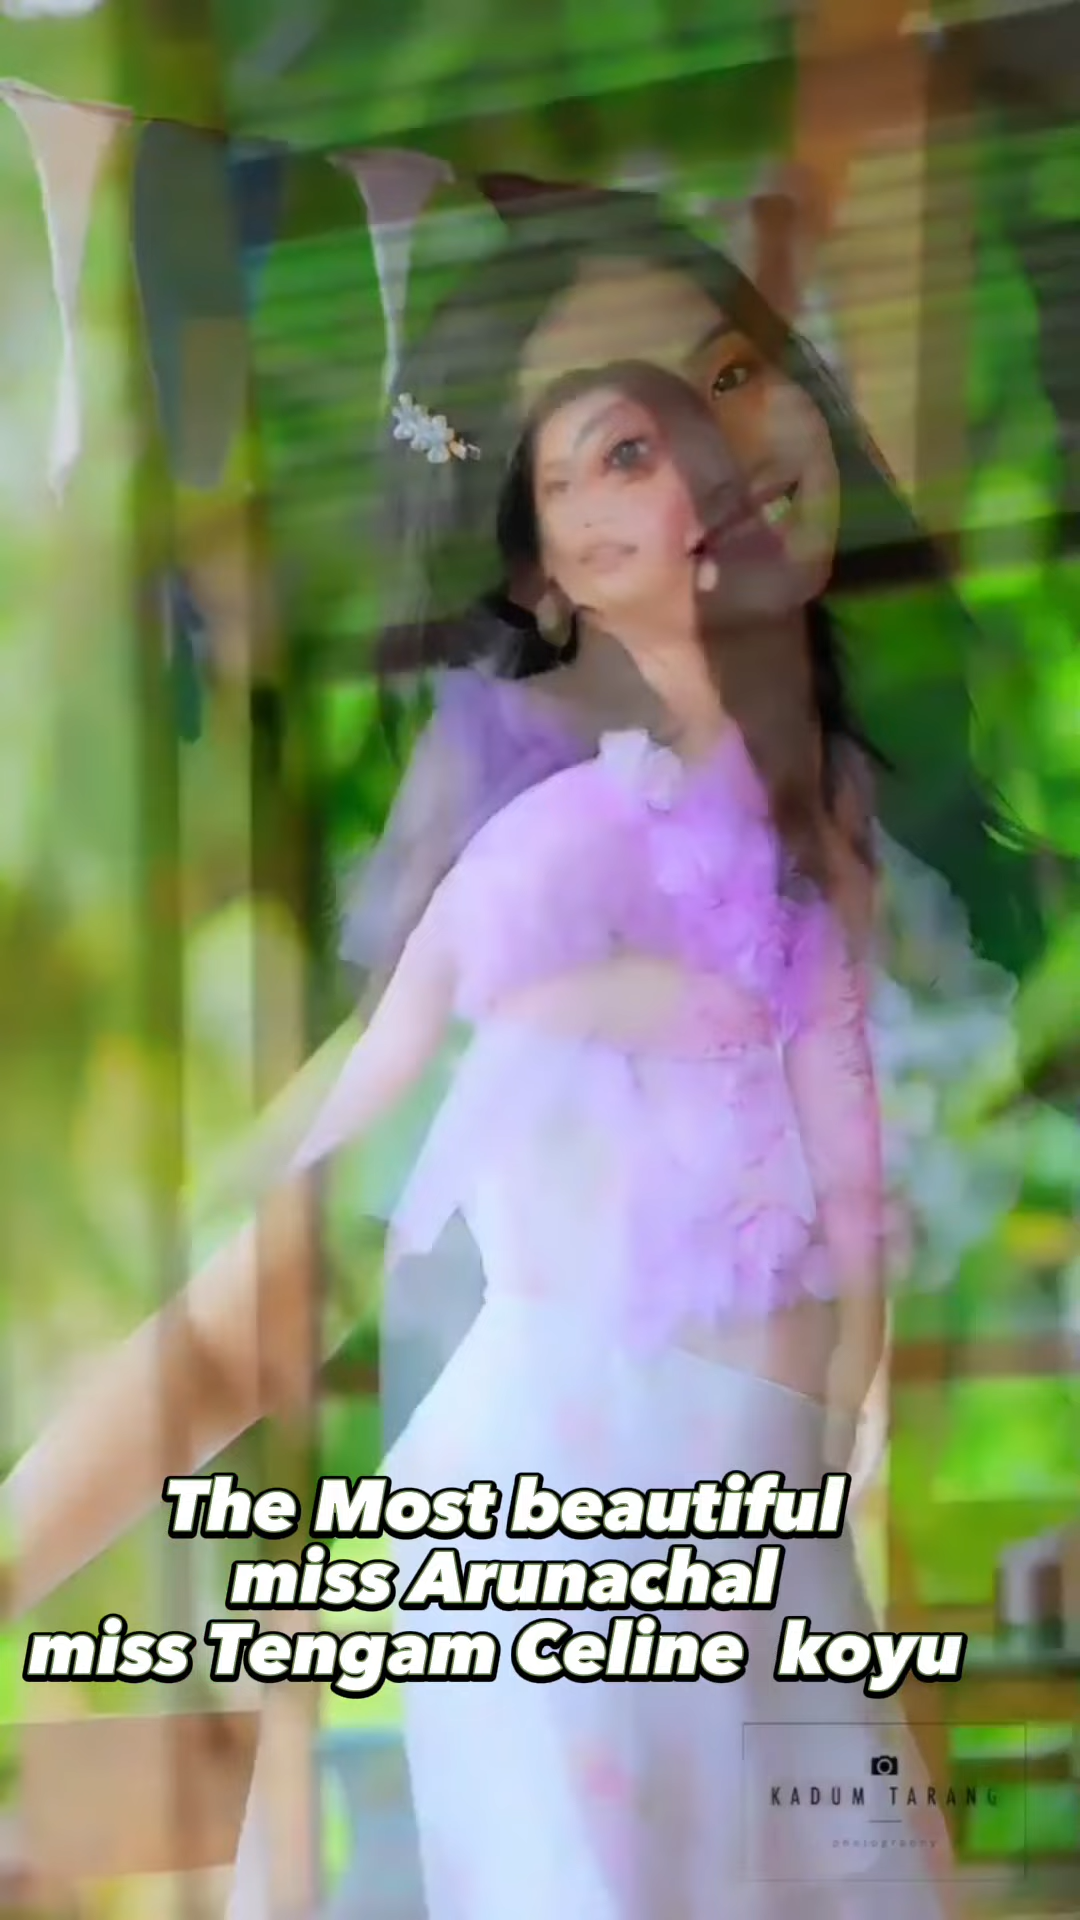 The Most beautiful
miss Arunachal
miss Tengam Celine koyu
KADUM TARANG
photography